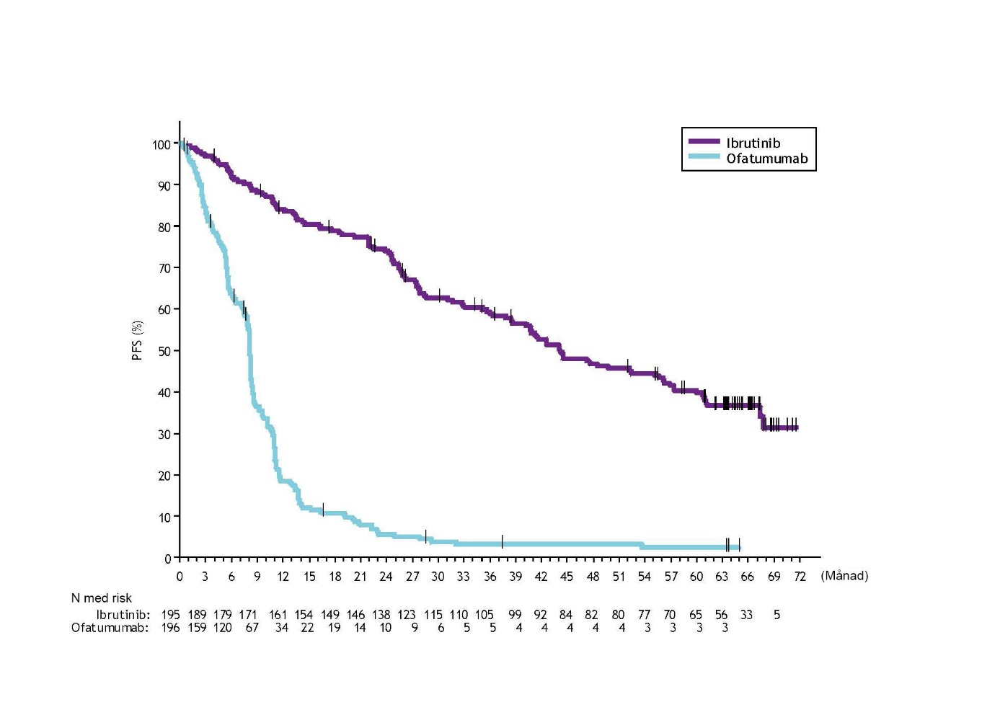 Ibrutinib
Ofatumumab
100
90
80
70
60
50
40
30
20
10
0
PFS (%)
0 3 6 9 12 15 18 21 24 27 30 33 36 39 42 45 48 51 54 57 60 63 66 69 72 (Månad)
N med risk
Ibrutinib: 195 189 179 171 161 154 149 146 138 123 115 110 105 99 92 84 82 80 77 70 65 56 33 5
Ofatumumab: 196 159 120 67 34 22 19 14 10 9 6 5 5 4 4 4 4 4 3 3 3 3